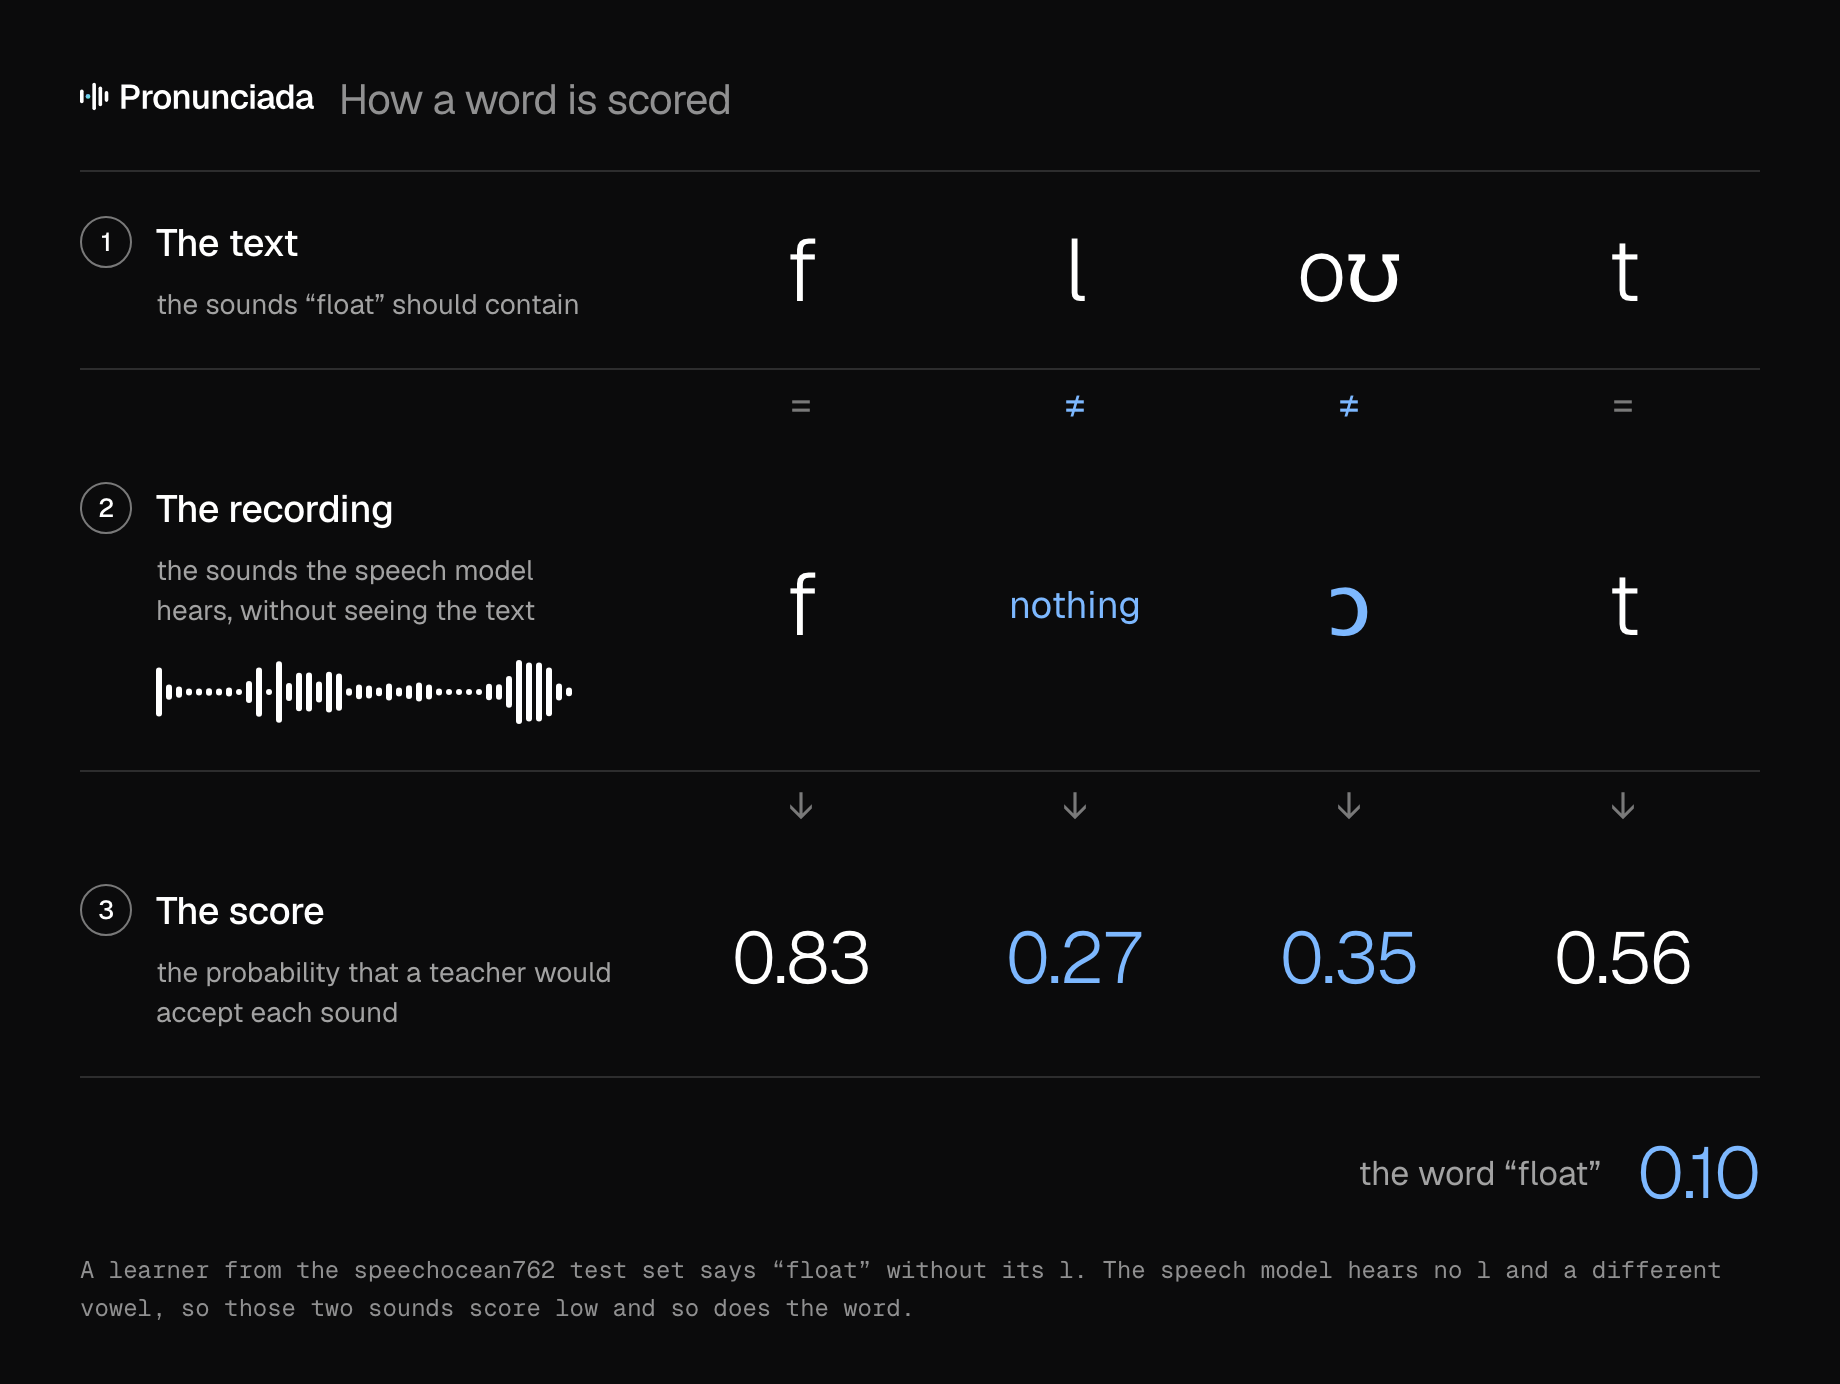 Pronunciada How a word is scored
1 The text
f l oʊ t
the sounds “float” should contain
= ≠ ≠ =
2 The recording
the sounds the speech model
hears, without seeing the text
f nothing ɔ t
↓ ↓ ↓ ↓
3 The score
0.83 0.27 0.35 0.56
the probability that a teacher would
accept each sound
the word “float” 0.10
A learner from the speechocean762 test set says “float” without its l. The speech model hears no l and a different
vowel, so those two sounds score low and so does the word.